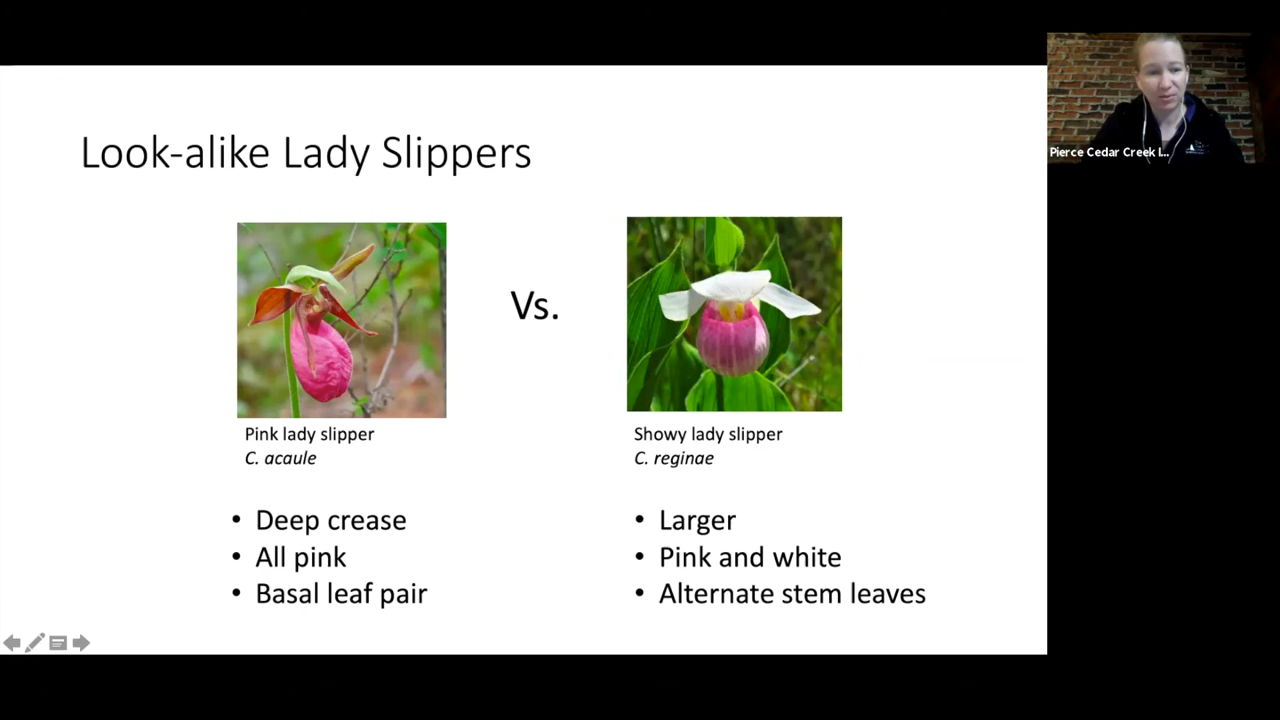 Look-alike Lady Slippers
Vs.
Pink lady slipper
C. acaule
Showy lady slipper
C. reginae
• Deep crease
• All pink
• Basal leaf pair
• Larger
• Pink and white
• Alternate stem leaves
Pierce Cedar Creek I...